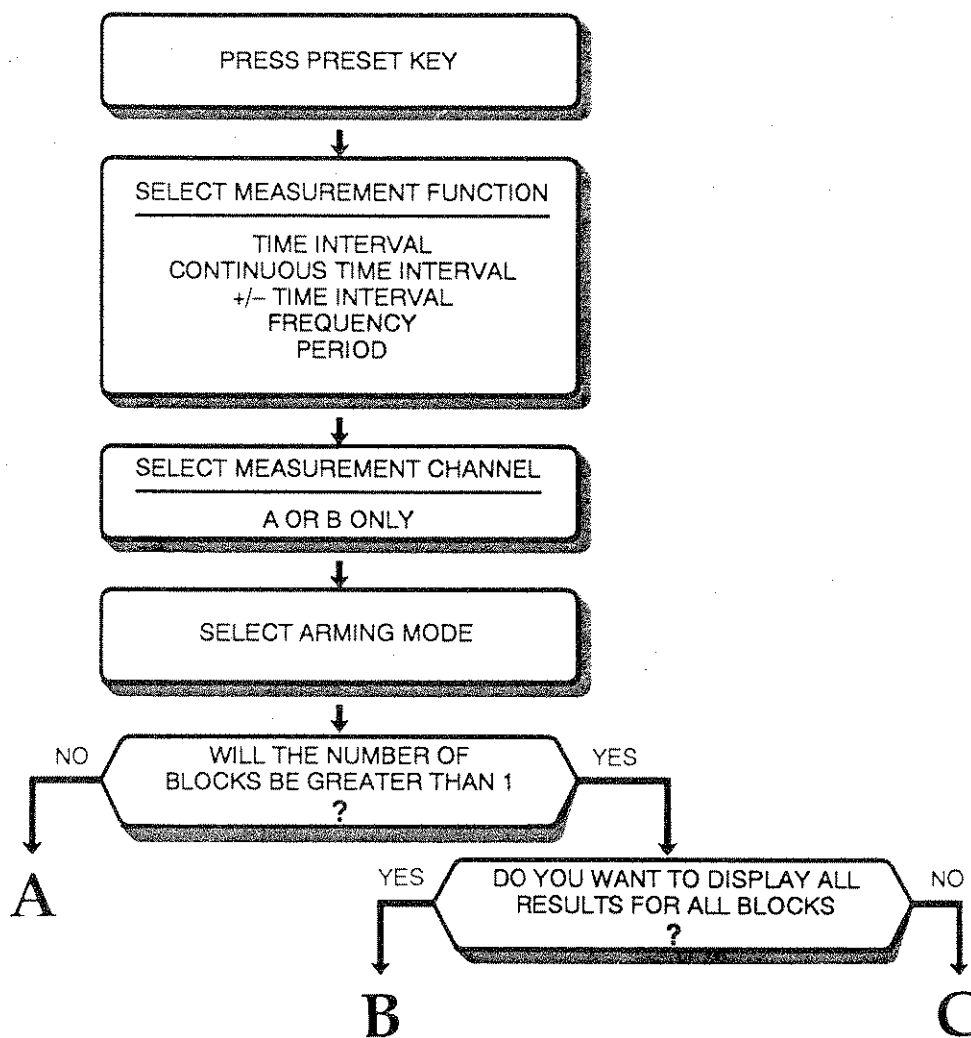 PRESS PRESET KEY
SELECT MEASUREMENT FUNCTION
TIME INTERVAL
CONTINUOUS TIME INTERVAL
+/– TIME INTERVAL
FREQUENCY
PERIOD
SELECT MEASUREMENT CHANNEL
A OR B ONLY
SELECT ARMING MODE
NO
WILL THE NUMBER OF
BLOCKS BE GREATER THAN 1
?
YES
A
YES
DO YOU WANT TO DISPLAY ALL
RESULTS FOR ALL BLOCKS
?
NO
B
C